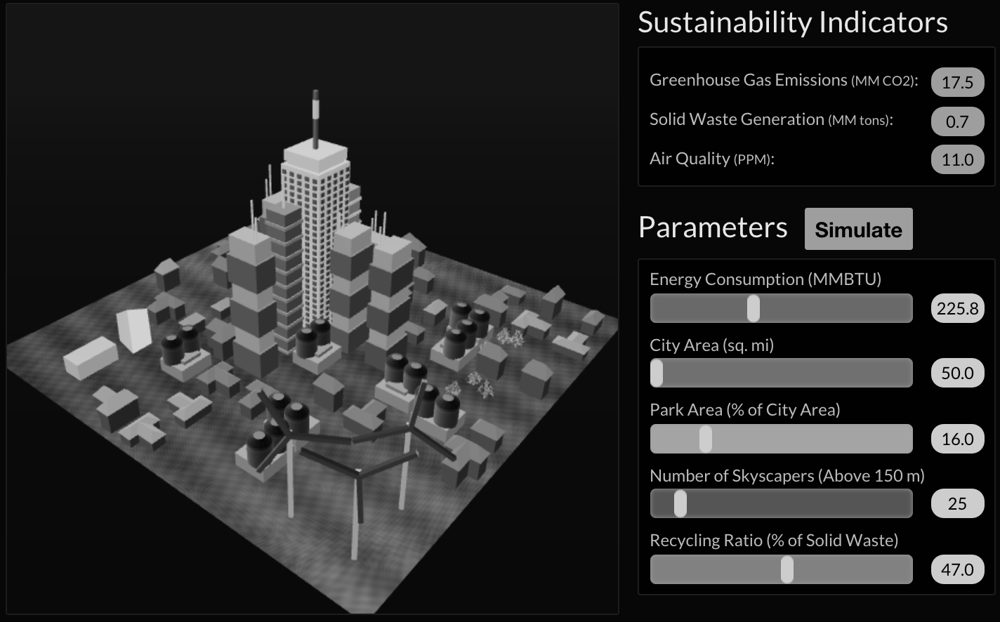 Sustainability Indicators
Greenhouse Gas Emissions (MM CO2): 17.5
Solid Waste Generation (MM tons): 0.7
Air Quality (PPM): 11.0
Parameters Simulate
Energy Consumption (MMBTU)
225.8
City Area (sq. mi)
50.0
Park Area (% of City Area)
16.0
Number of Skyscapers (Above 150 m)
25
Recycling Ratio (% of Solid Waste)
47.0